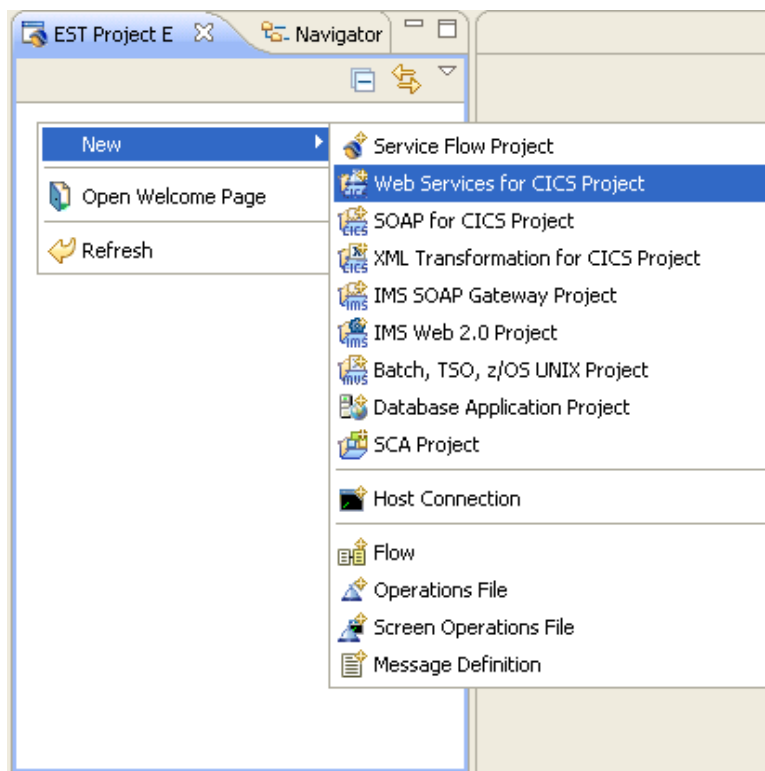 EST Project E
Navigator
New
Open Welcome Page
Refresh
Service Flow Project
Web Services for CICS Project
SOAP for CICS Project
XML Transformation for CICS Project
IMS SOAP Gateway Project
IMS Web 2.0 Project
Batch, TSO, z/OS UNIX Project
Database Application Project
SCA Project
Host Connection
Flow
Operations File
Screen Operations File
Message Definition